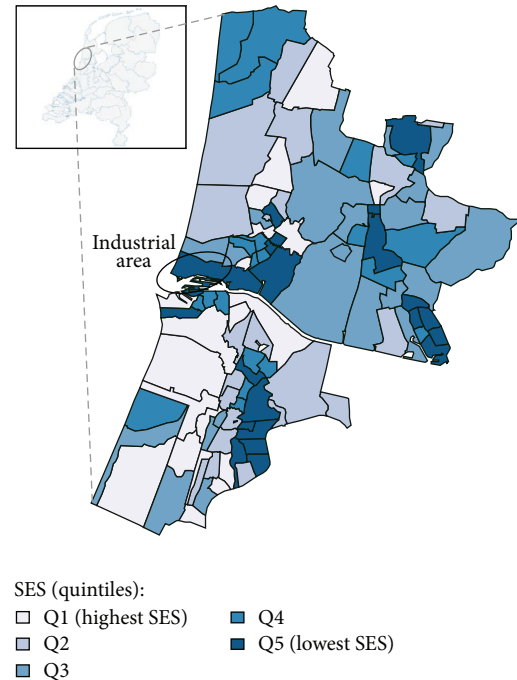 Industrial
area
SES (quintiles):
Q1 (highest SES)
Q2
Q3
Q4
Q5 (lowest SES)